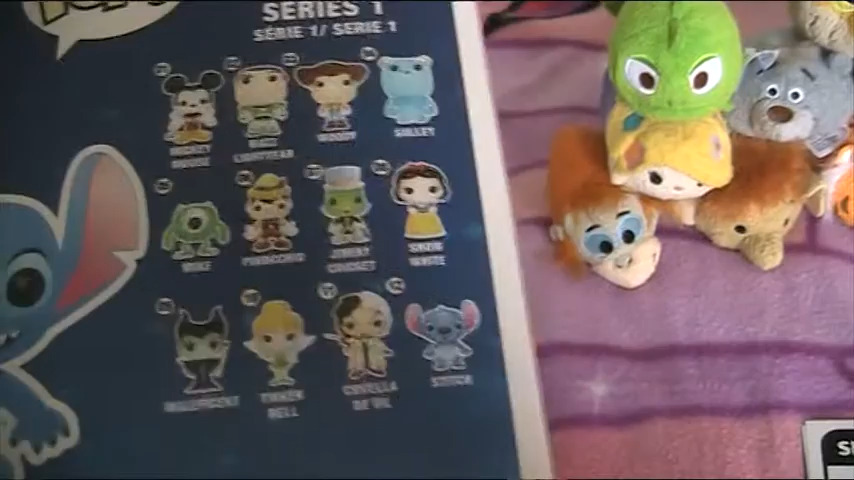 SERIES 1
SÉRIE 1/ SERIE 1
MICKEY MOUSE
BUZZ LIGHTYEAR
WOODY
SULLEY
MIKE
PINOCCHIO
JIMINY CRICKET
SNOW WHITE
MALEFICENT
TINKER BELL
CRUELLA DE VIL
STITCH